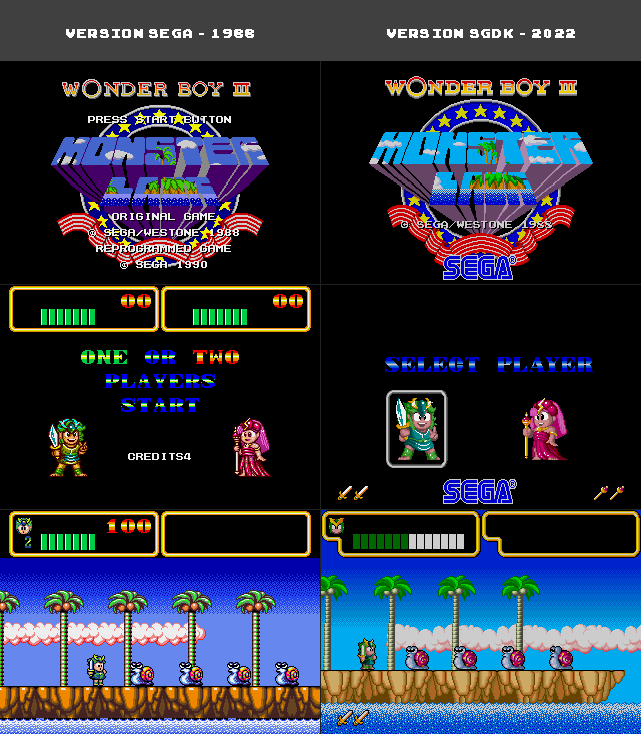 VERSION SEGA - 1988
VERSION SGDK - 2022
WONDER BOY III
PRESS START BUTTON
MONSTER
LAIR
ORIGINAL GAME
© SEGA/WESTONE 1988
REPROGRAMMED GAME
© SEGA 1990
WONDER BOY III
MONSTER
LAIR
© SEGA/WESTONE 1988
SEGA®
00
00
ONE OR TWO
PLAYERS
START
CREDITS4
SELECT PLAYER
SEGA®
100
2